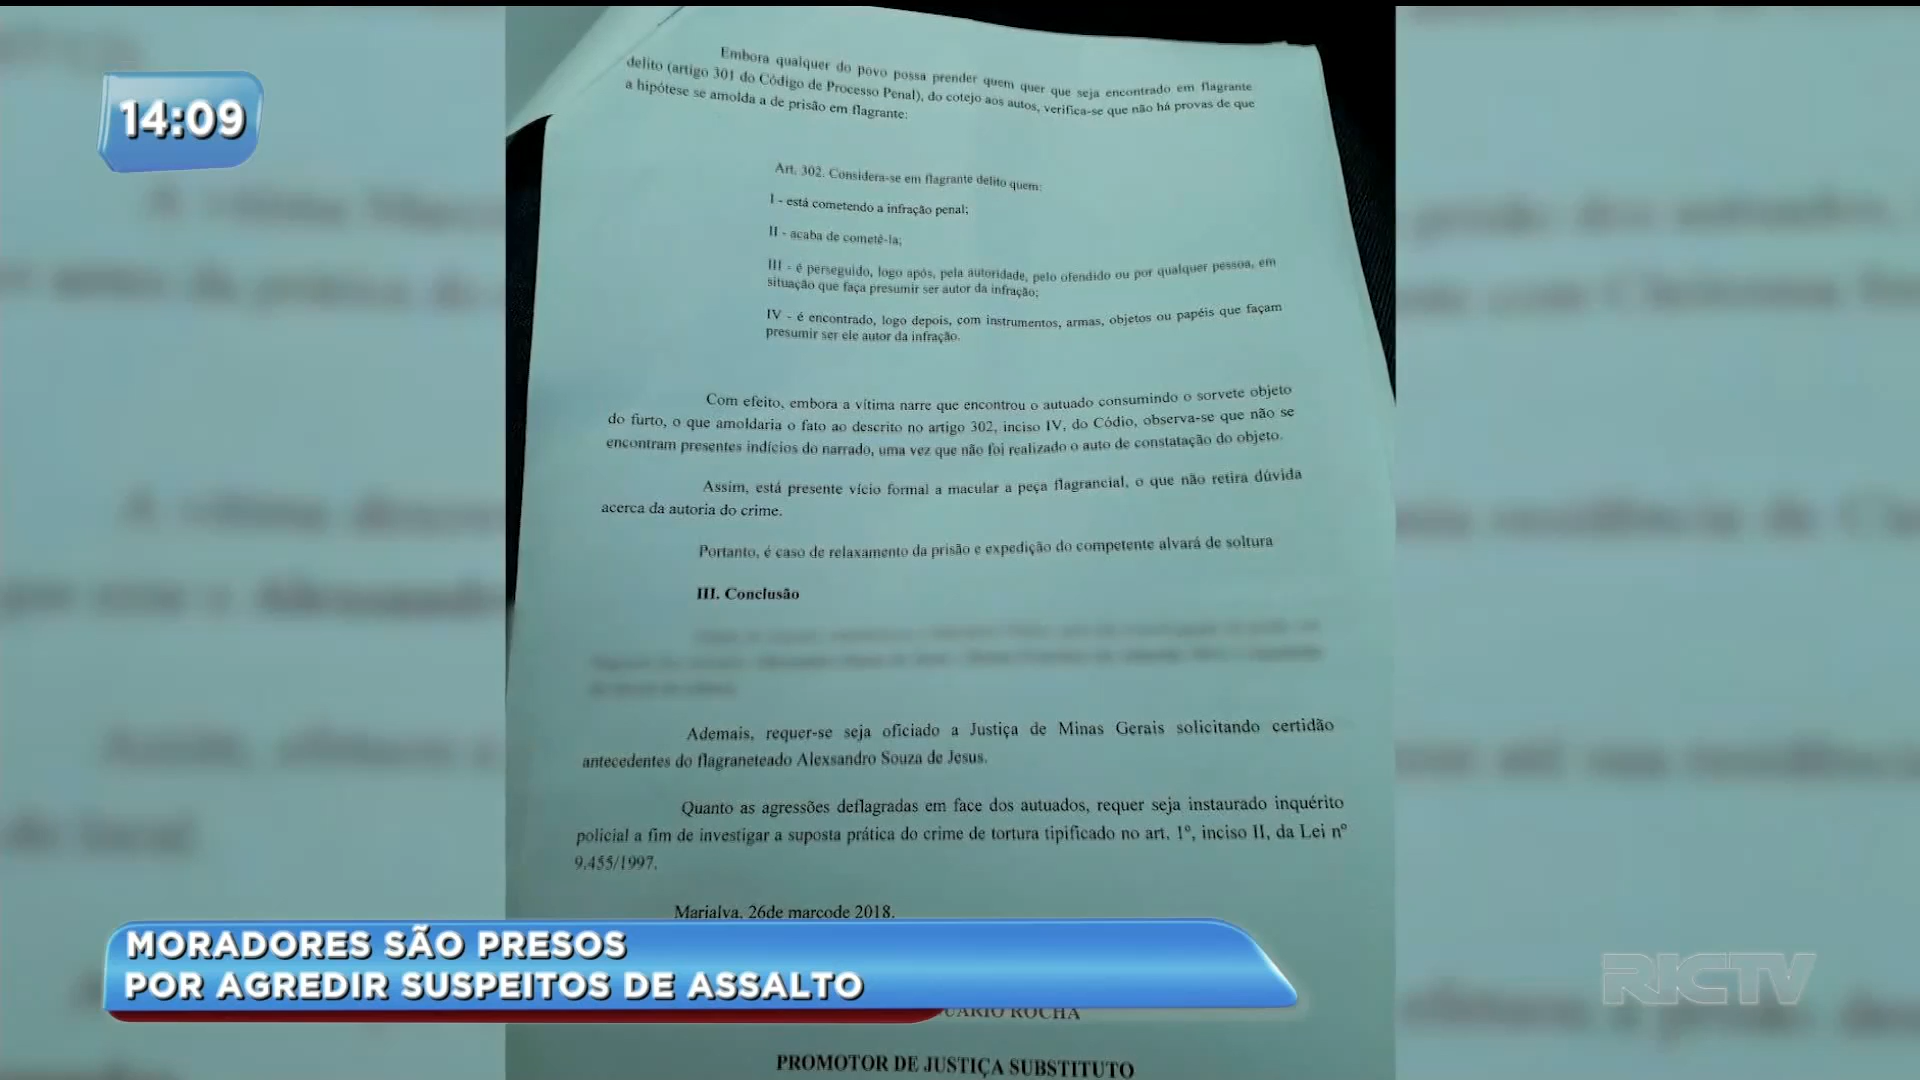 14:09
Embora qualquer do povo possa prender quem quer que seja encontrado em flagrante
delito (artigo 301 do Código de Processo Penal), do cotejo aos autos, verifica-se que não há provas de que
a hipótese se amolda a de prisão em flagrante:
Art. 302. Considera-se em flagrante delito quem:
I - está cometendo a infração penal;
II - acaba de cometê-la;
III - é perseguido, logo após, pela autoridade, pelo ofendido ou por qualquer pessoa, em
situação que faça presumir ser autor da infração;
IV - é encontrado, logo depois, com instrumentos, armas, objetos ou papéis que façam
presumir ser ele autor da infração.
Com efeito, embora a vítima narre que encontrou o autuado consumindo o sorvete objeto
do furto, o que amoldaria o fato ao descrito no artigo 302, inciso IV, do Códio, observa-se que não se
encontram presentes indícios do narrado, uma vez que não foi realizado o auto de constatação do objeto.
Assim, está presente vício formal a macular a peça flagrancial, o que não retira dúvida
acerca da autoria do crime.
Portanto, é caso de relaxamento da prisão e expedição do competente alvará de soltura
III. Conclusão
Ademais, requer-se seja oficiado a Justiça de Minas Gerais solicitando certidão
antecedentes do flagraneteado Alexsandro Souza de Jesus.
Quanto as agressões deflagradas em face dos autuados, requer seja instaurado inquérito
policial a fim de investigar a suposta prática do crime de tortura tipificado no art. 1º, inciso II, da Lei nº
9.455/1997.
Marialva, 26de marcode 2018.
MORADORES SÃO PRESOS
POR AGREDIR SUSPEITOS DE ASSALTO
RICTV
ROCHA
PROMOTOR DE JUSTIÇA SUBSTITUTO